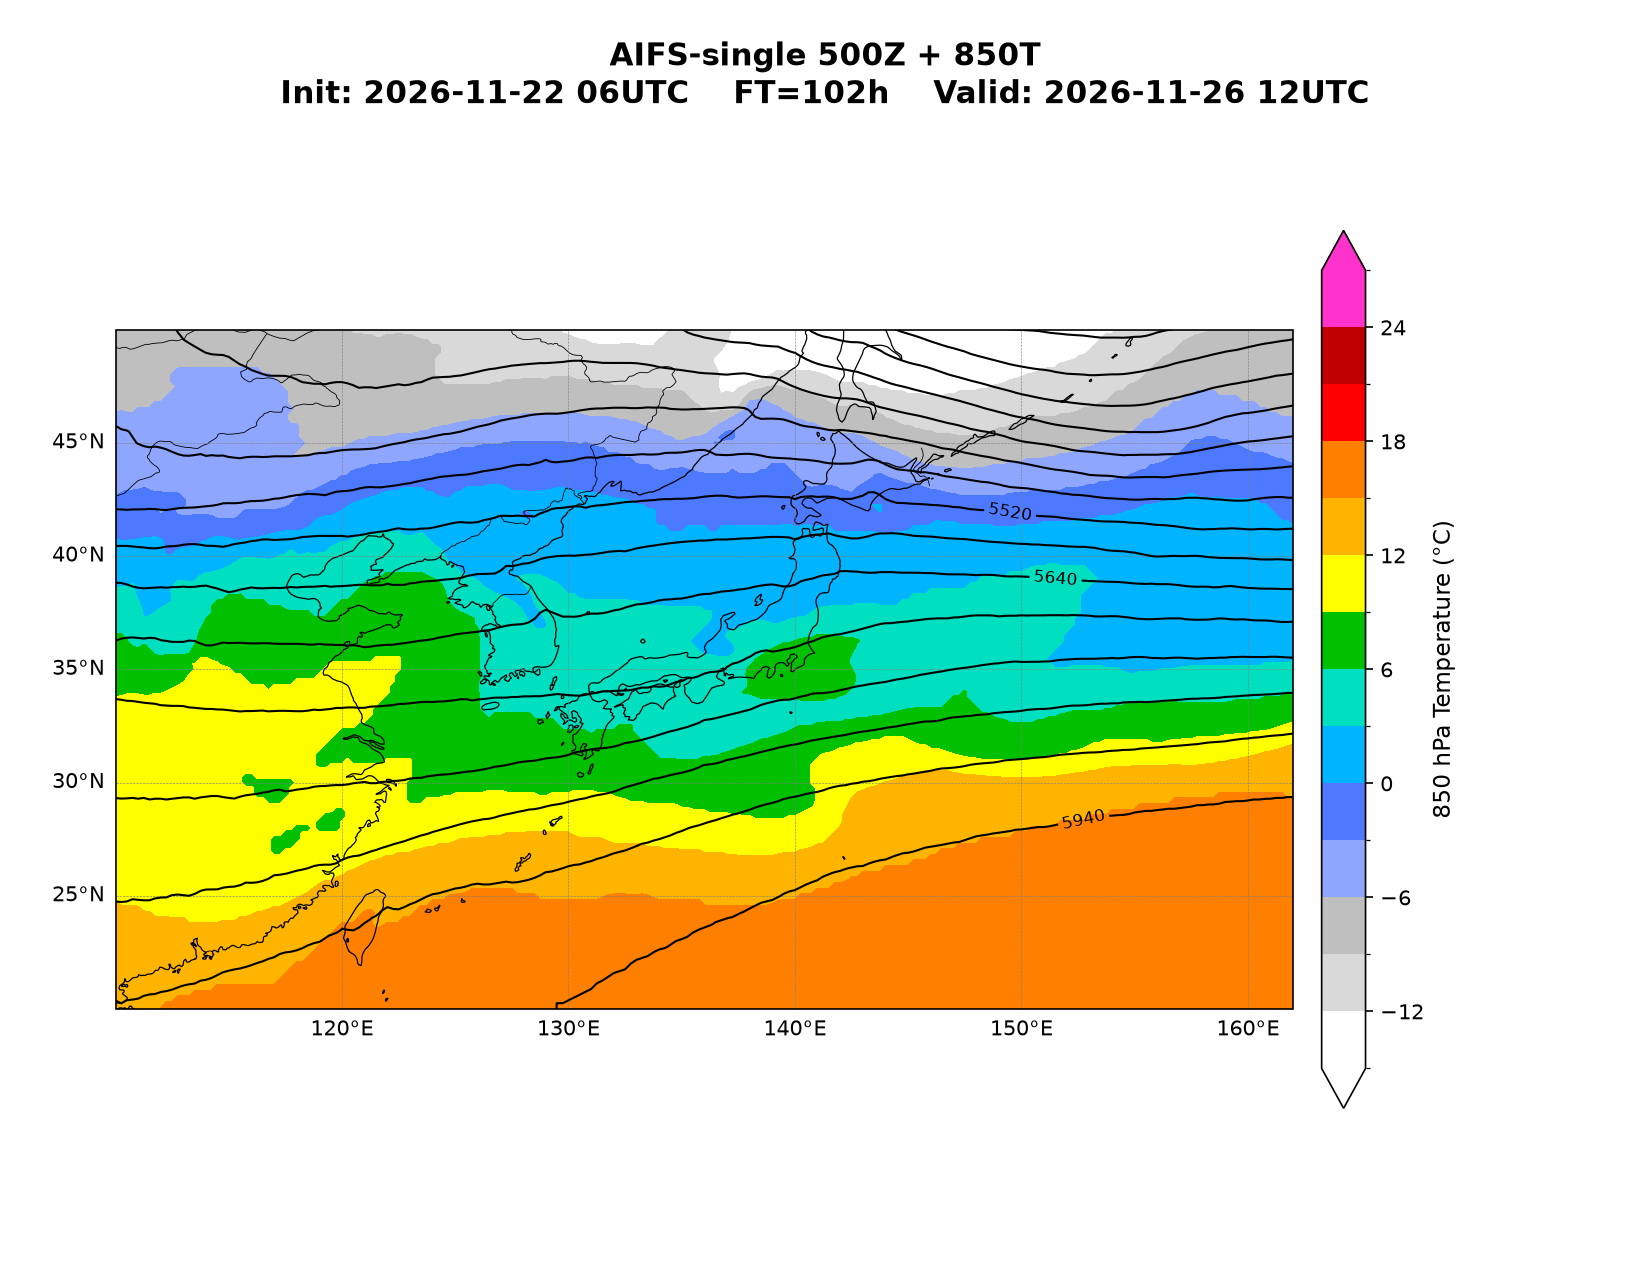 AIFS-single 500Z + 850T
Init: 2026-11-22 06UTC    FT=102h    Valid: 2026-11-26 12UTC
45°N
40°N
35°N
30°N
25°N
120°E
130°E
140°E
150°E
160°E
5520
5640
5940
24
18
12
6
0
−6
−12
850 hPa Temperature (°C)